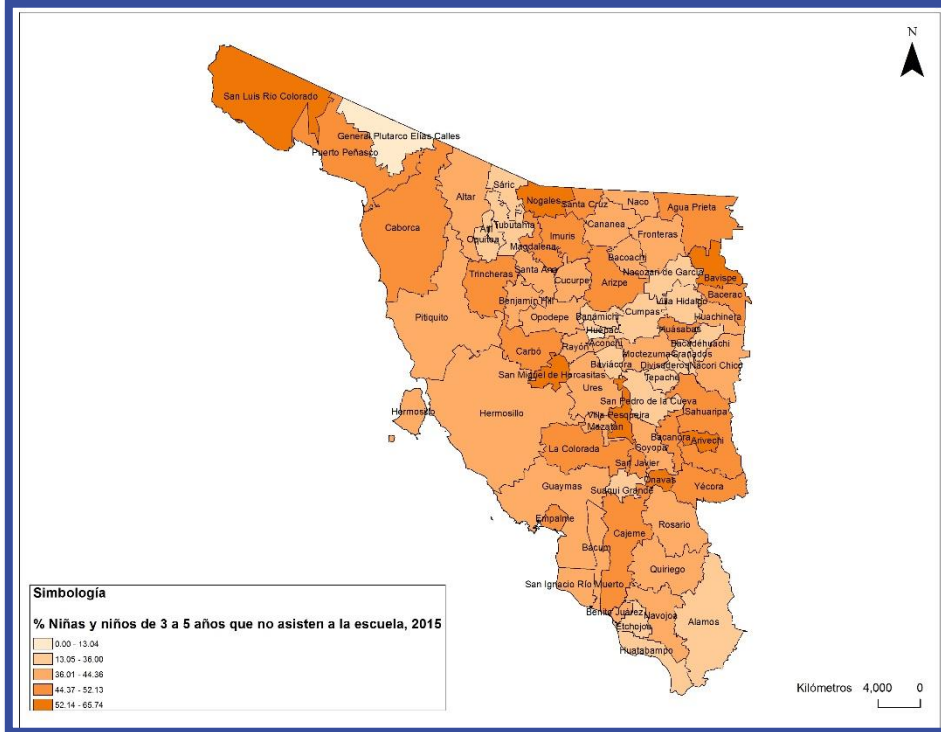 N
San Luis Río Colorado
General Plutarco Elías Calles
Puerto Peñasco
Sáric
Altar
Nogales
Santa Cruz
Naco
Agua Prieta
Caborca
Atil
Tubutama
Oquitoa
Cananea
Imuris
Fronteras
Magdalena
Bacoachi
Trincheras
Santa Ana
Cucurpe
Arizpe
Nacozari de García
Bavispe
Bacerac
Benjamín Hill
Villa Hidalgo
Pitiquito
Opodepe
Banámichi
Cumpas
Huachinera
Huépac
Huásabas
Carbó
Rayón
Aconchi
Bacadéhuachi
Moctezuma
Granados
Baviácora
Divisaderos
Nácori Chico
San Miguel de Horcasitas
Tepache
Ures
Hermosillo
Hermosillo
San Pedro de la Cueva
Villa Pesqueira
Sahuaripa
Mazatán
Bacanora
Arivechi
La Colorada
Soyopa
San Javier
Onavas
Yécora
Guaymas
Suaqui Grande
Empalme
Cajeme
Rosario
Bácum
Quiriego
San Ignacio Río Muerto
Benito Juárez
Navojoa
Etchojoa
Alamos
Huatabampo
Simbología
% Niñas y niños de 3 a 5 años que no asisten a la escuela, 2015
0.00 - 13.04
13.05 - 36.00
36.01 - 44.36
44.37 - 52.13
52.14 - 65.74
Kilómetros 4,000 0